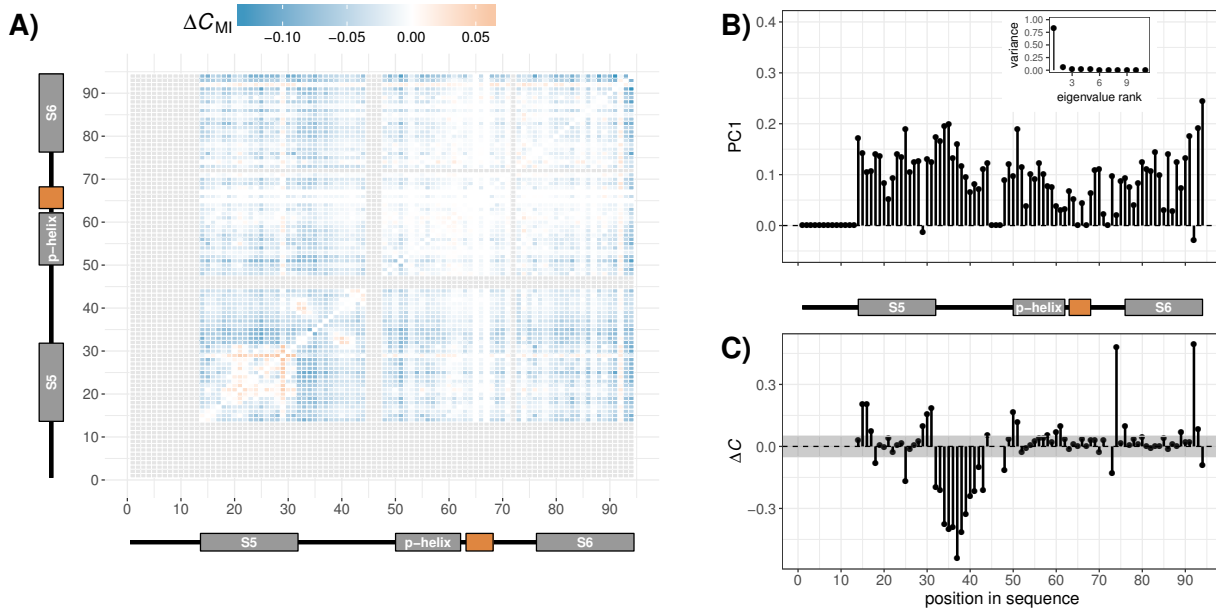 A)
ΔC_MI
−0.10 −0.05 0.00 0.05
S6
p−helix
S5
90
80
70
60
50
40
30
20
10
0
0 10 20 30 40 50 60 70 80 90
S5 p−helix S6
B)
PC1
0.4
0.3
0.2
0.1
0.0
variance
1.00
0.75
0.50
0.25
0.00
3 6 9
eigenvalue rank
S5 p−helix S6
C)
ΔC
0.3
0.0
−0.3
0 10 20 30 40 50 60 70 80 90
position in sequence